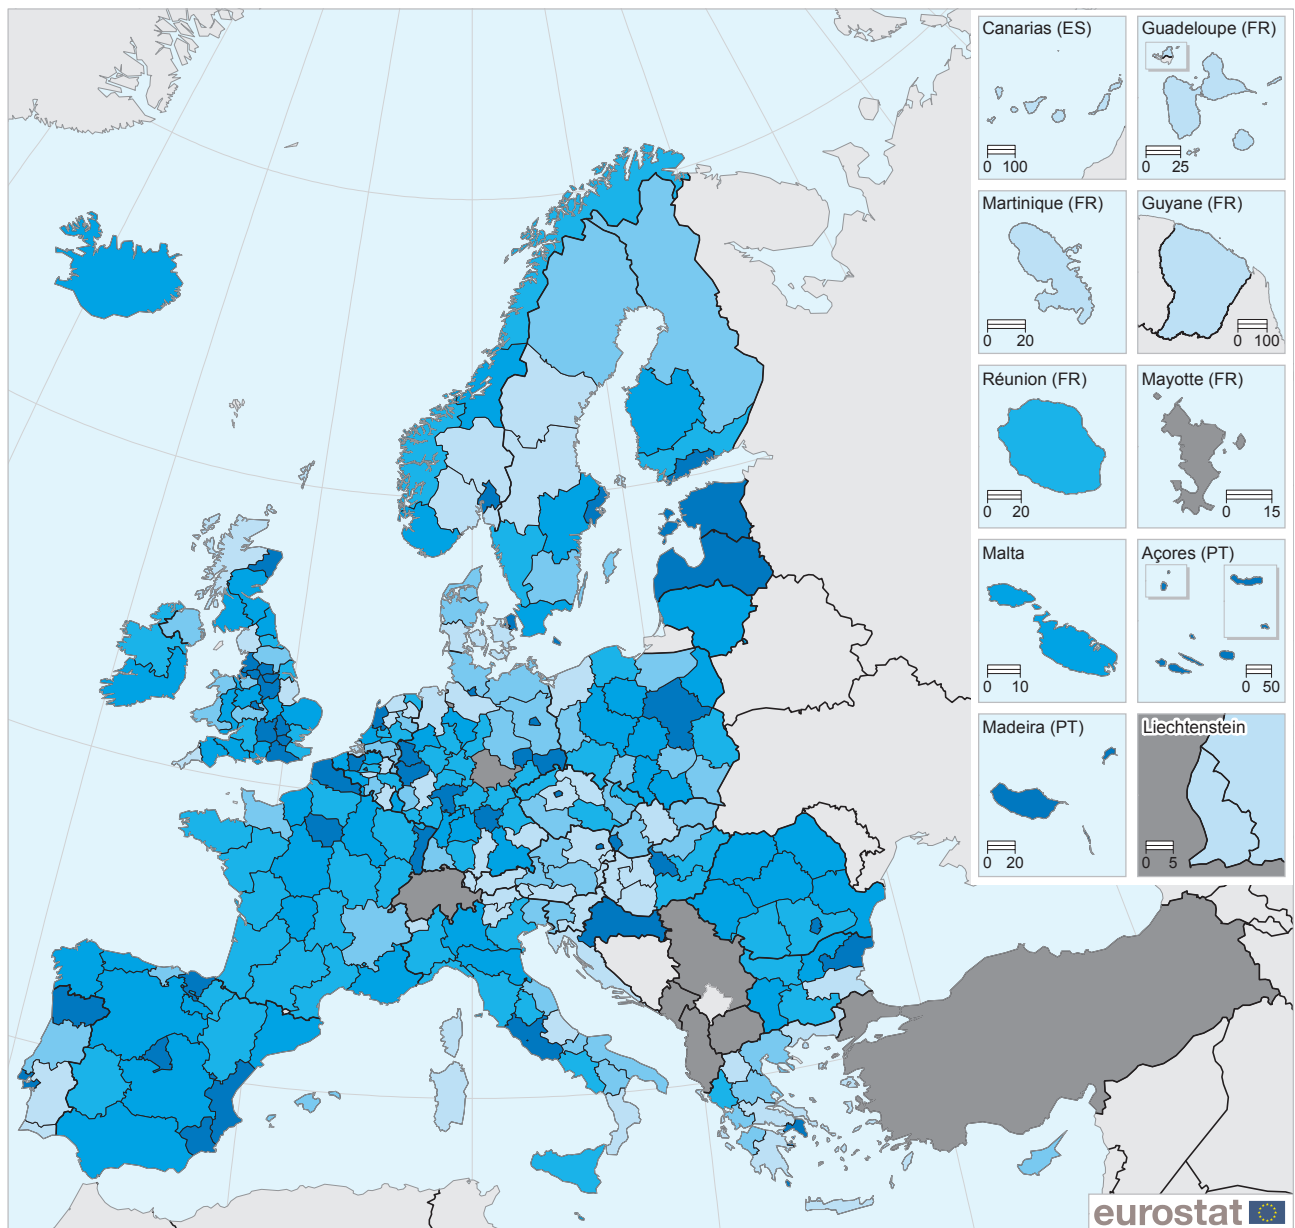 Canarias (ES)
0 100
Guadeloupe (FR)
0 25
Martinique (FR)
0 20
Guyane (FR)
0 100
Réunion (FR)
0 20
Mayotte (FR)
0 15
Malta
0 10
Açores (PT)
0 50
Madeira (PT)
0 20
Liechtenstein
0 5
eurostat